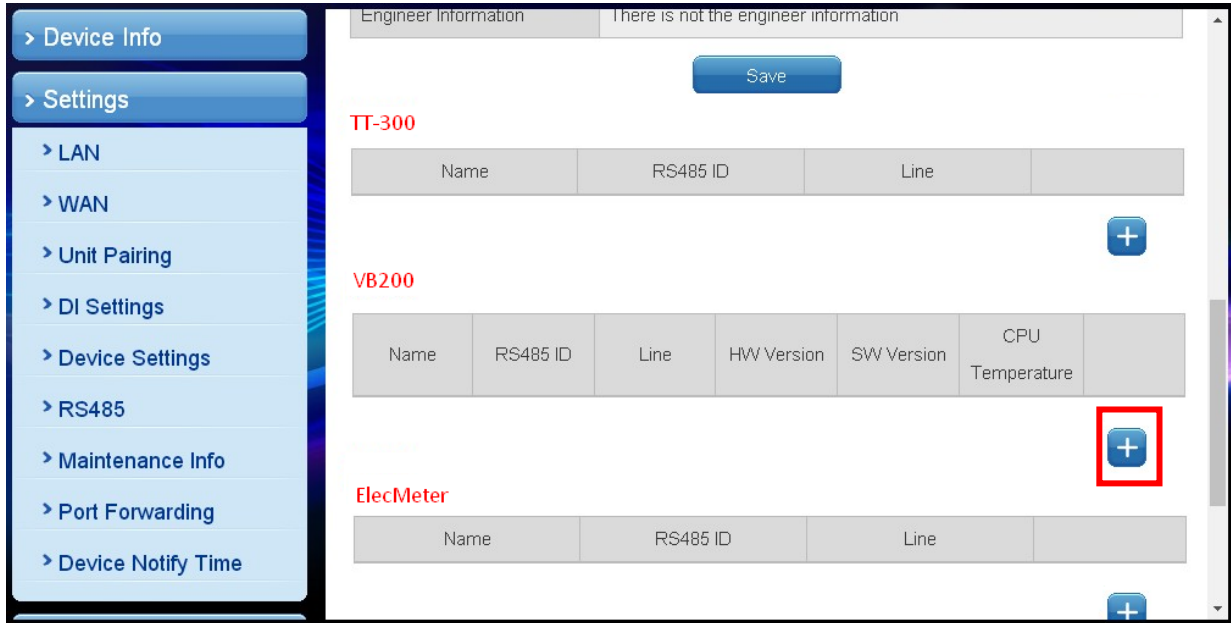 > Device Info
> Settings
> LAN
> WAN
> Unit Pairing
> DI Settings
> Device Settings
> RS485
> Maintenance Info
> Port Forwarding
> Device Notify Time
Engineer Information There is not the engineer information
Save
TT-300
Name RS485 ID Line
+
VB200
Name RS485 ID Line HW Version SW Version CPU Temperature
+
ElecMeter
Name RS485 ID Line
+